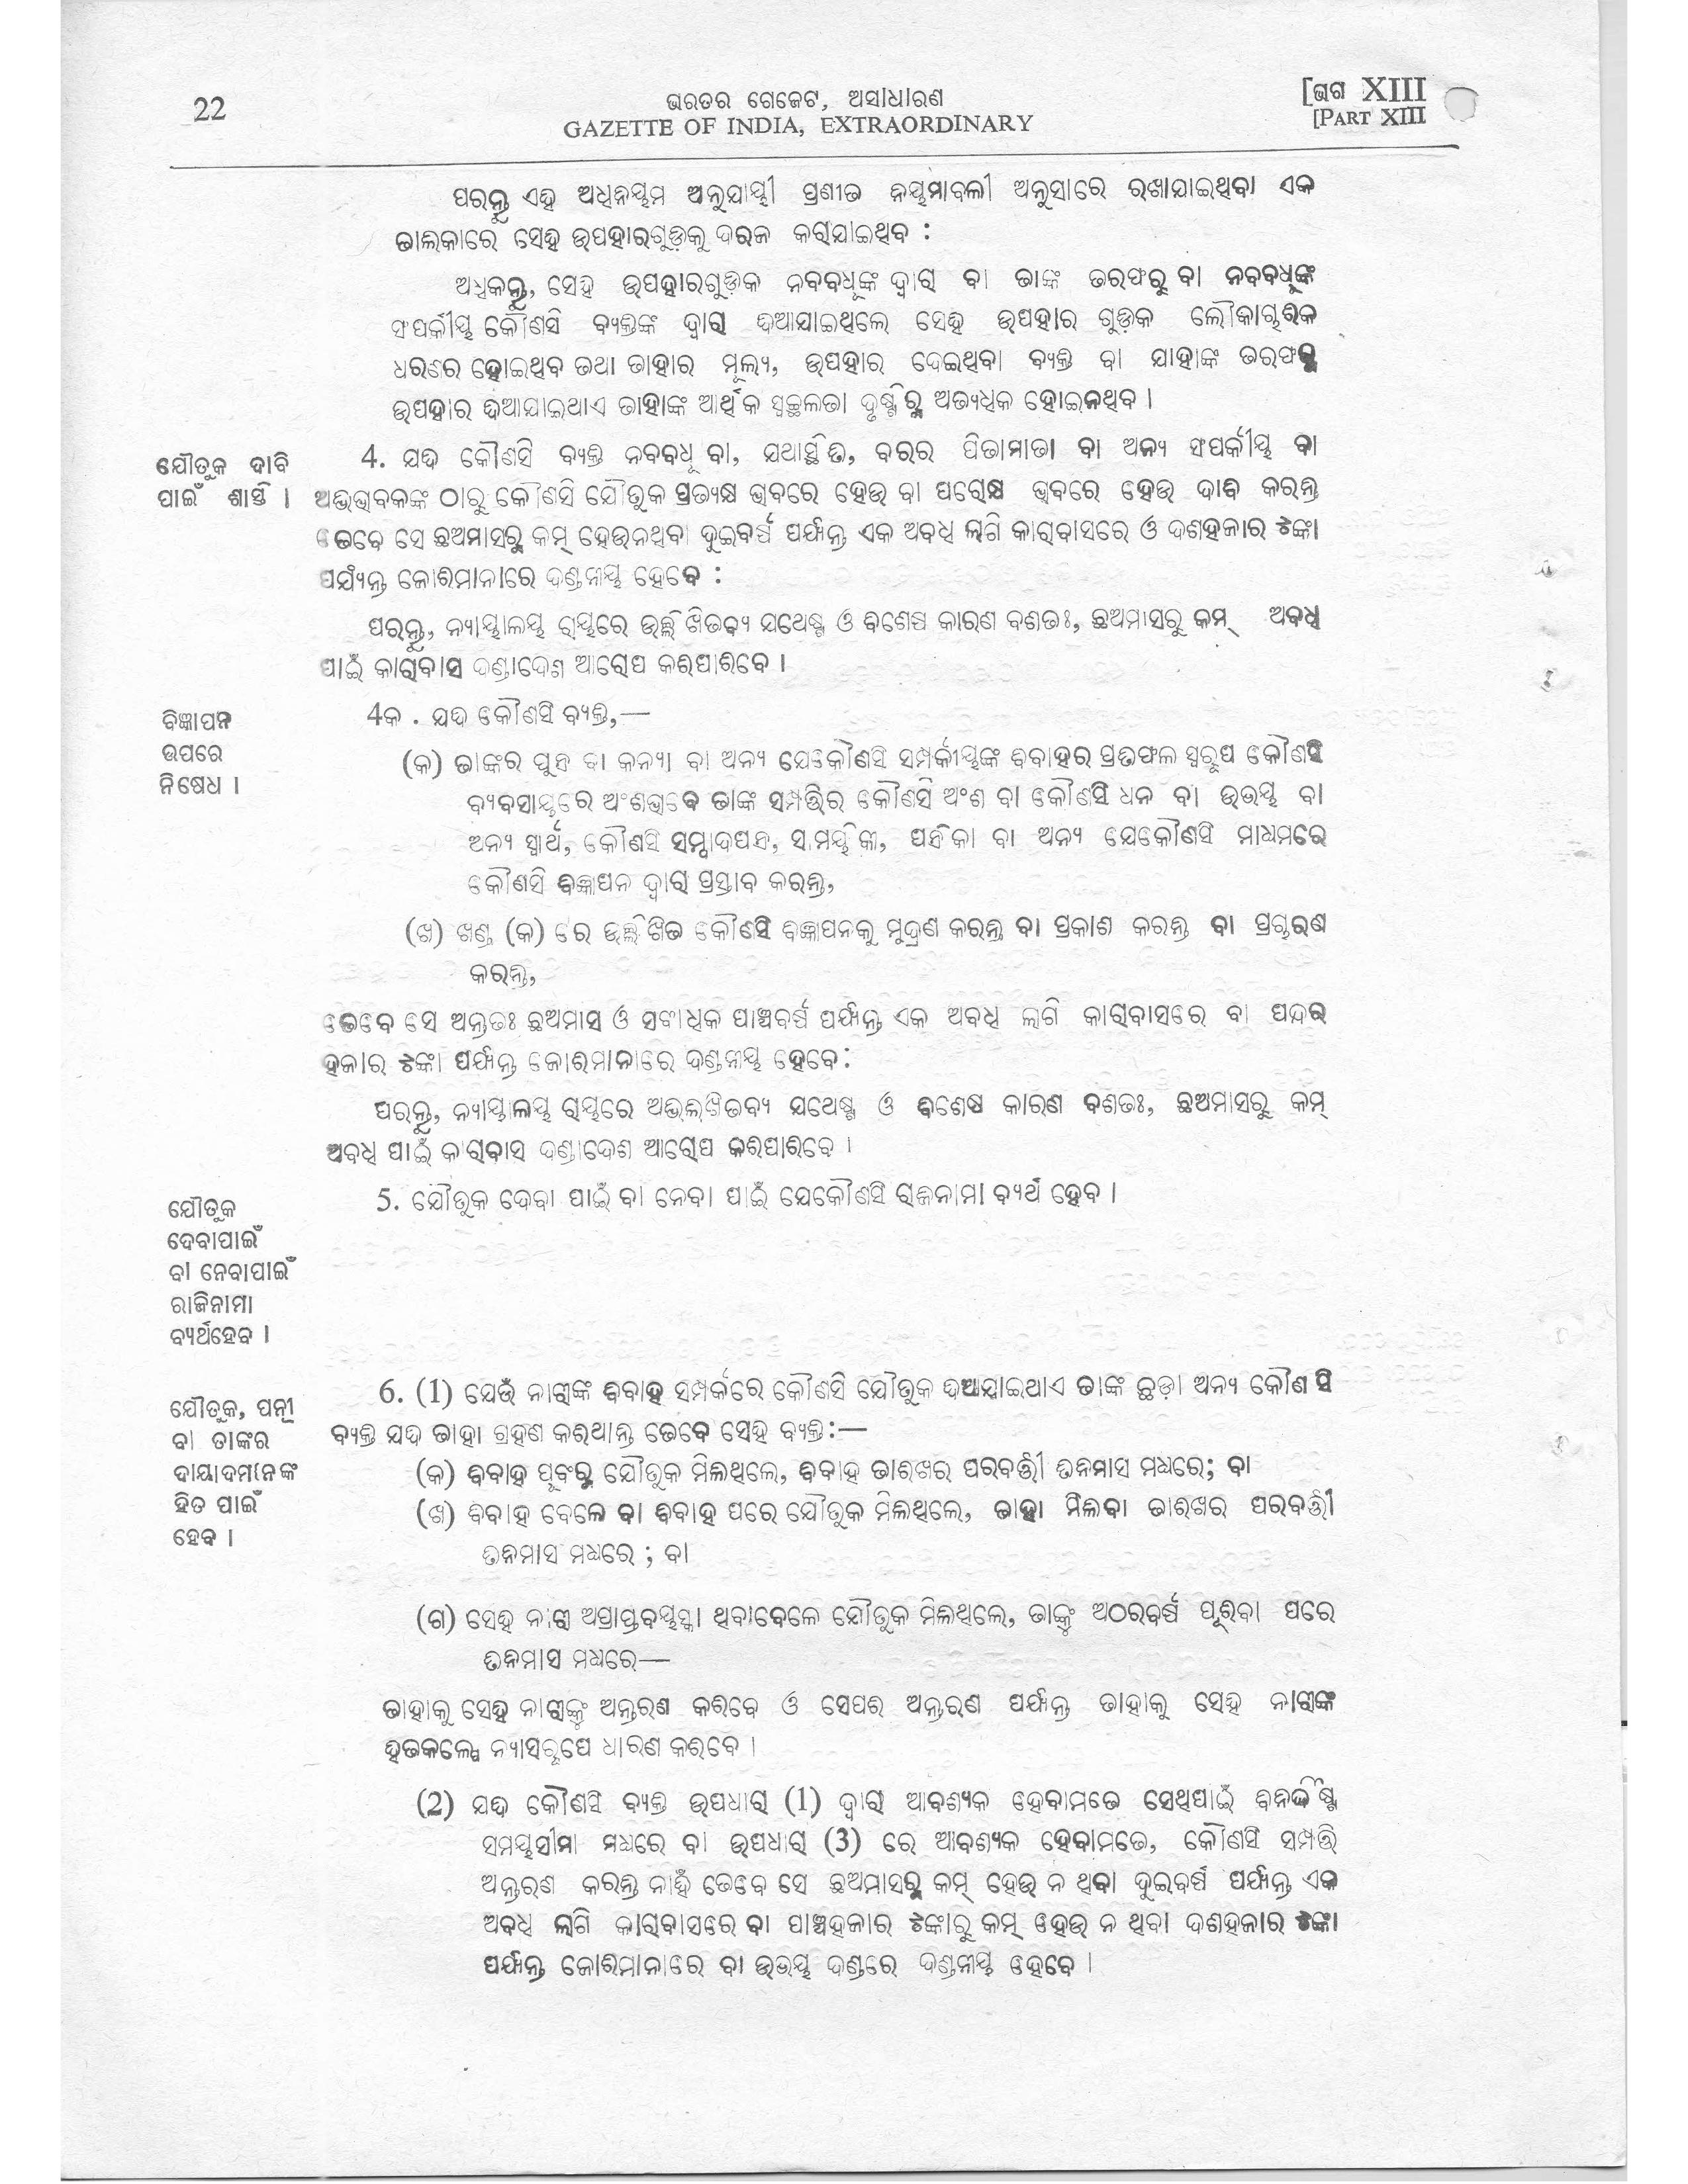 22
ଭାରତର ଗେଜେଟ, ଅସାଧାରଣ
GAZETTE OF INDIA, EXTRAORDINARY
[ଭାଗ XIII
[PART XIII
ପରନ୍ତୁ ଏହି ଅଧିନିୟମ ଅନୁଯାୟୀ ପ୍ରଣୀତ ନିୟମାବଳୀ ଅନୁସାରେ ରଖାଯାଇଥିବା ଏକ
ତାଲିକାରେ ସେହି ଉପହାରଗୁଡ଼ିକୁ ଦରଜ କରାଯାଇଥିବ :
ଅଧିକନ୍ତୁ, ସେହି ଉପହାରଗୁଡ଼ିକ ନବବଧୂଙ୍କ ଦ୍ୱାରା ବା ତାଙ୍କ ତରଫରୁ ବା ନବବଧୂଙ୍କ
ସଂପର୍କୀୟ କୌଣସି ବ୍ୟକ୍ତିଙ୍କ ଦ୍ୱାରା ଦିଆଯାଇଥିଲେ ସେହି ଉପହାର ଗୁଡ଼ିକ ଲୌକାଚାରିକ
ଧରଣର ହୋଇଥିବ ତଥା ତାହାର ମୂଲ୍ୟ, ଉପହାର ଦେଇଥିବା ବ୍ୟକ୍ତି ବା ଯାହାଙ୍କ ତରଫରୁ
ଉପହାର ଦିଆଯାଇଥାଏ ତାହାଙ୍କ ଆର୍ଥିକ ସ୍ୱଚ୍ଛଳତା ଦୃଷ୍ଟିରୁ ଅତ୍ୟଧିକ ହୋଇନଥିବ ।
ଯୌତୁକ ଦାବି
ପାଇଁ ଶାସ୍ତି ।
4. ଯଦି କୌଣସି ବ୍ୟକ୍ତି ନବବଧୂ ବା, ଯଥାସ୍ଥିତି, ବରର ପିତାମାତା ବା ଅନ୍ୟ ସଂପର୍କୀୟ ବା
ଅଭିଭାବକଙ୍କ ଠାରୁ କୌଣସି ଯୌତୁକ ପ୍ରତ୍ୟକ୍ଷ ଭାବରେ ହେଉ ବା ପରୋକ୍ଷ ଭାବରେ ହେଉ ଦାବି କରନ୍ତି
ତେବେ ସେ ଛଅମାସରୁ କମ୍ ହେଉନଥିବା ଦୁଇବର୍ଷ ପର୍ଯ୍ୟନ୍ତ ଏକ ଅବଧି ଲାଗି କାରାବାସରେ ଓ ଦଶହଜାର ଟଙ୍କା
ପର୍ଯ୍ୟନ୍ତ ଜୋରିମାନାରେ ଦଣ୍ଡନୀୟ ହେବେ :
ପରନ୍ତୁ, ନ୍ୟାୟାଳୟ ରାୟରେ ଉଲ୍ଲିଖିତବ୍ୟ ଯଥେଷ୍ଟ ଓ ବିଶେଷ କାରଣ ବଶତଃ, ଛଅମାସରୁ କମ୍ ଅବଧି
ପାଇଁ କାରାବାସ ଦଣ୍ଡାଦେଶ ଆରୋପ କରିପାରିବେ ।
ବିଜ୍ଞାପନ
ଉପରେ
ନିଷେଧ ।
4କ . ଯଦି କୌଣସି ବ୍ୟକ୍ତି,—
(କ) ତାଙ୍କର ପୁତ୍ର ବା କନ୍ୟା ବା ଅନ୍ୟ ଯେକୌଣସି ସମ୍ପର୍କୀୟଙ୍କ ବିବାହର ପ୍ରତିଫଳ ସ୍ୱରୂପ କୌଣସି
ବ୍ୟବସାୟରେ ଅଂଶଭାବେ ତାଙ୍କ ସମ୍ପତ୍ତିର କୌଣସି ଅଂଶ ବା କୌଣସି ଧନ ବା ଉଭୟ ବା
ଅନ୍ୟ ସ୍ୱାର୍ଥ, କୌଣସି ସମ୍ବାଦପତ୍ର, ସାମୟିକୀ, ପତ୍ରିକା ବା ଅନ୍ୟ ଯେକୌଣସି ମାଧ୍ୟମରେ
କୌଣସି ବିଜ୍ଞାପନ ଦ୍ୱାରା ପ୍ରସ୍ତାବ କରନ୍ତି,
(ଖ) ଖଣ୍ଡ (କ) ରେ ଉଲ୍ଲିଖିତ କୌଣସି ବିଜ୍ଞାପନକୁ ମୁଦ୍ରଣ କରନ୍ତି ବା ପ୍ରକାଶ କରନ୍ତି ବା ପ୍ରଚାରଣ
କରନ୍ତି,
ତେବେ ସେ ଅନ୍ତତଃ ଛଅମାସ ଓ ସର୍ବାଧିକ ପାଞ୍ଚବର୍ଷ ପର୍ଯ୍ୟନ୍ତ ଏକ ଅବଧି ଲାଗି କାରାବାସରେ ବା ପନ୍ଦର
ହଜାର ଟଙ୍କା ପର୍ଯ୍ୟନ୍ତ ଜୋରିମାନାରେ ଦଣ୍ଡନୀୟ ହେବେ:
ପରନ୍ତୁ, ନ୍ୟାୟାଳୟ ରାୟରେ ଅଭିଲିଖିତବ୍ୟ ଯଥେଷ୍ଟ ଓ ବିଶେଷ କାରଣ ବଶତଃ, ଛଅମାସରୁ କମ୍
ଅବଧି ପାଇଁ କାରାବାସ ଦଣ୍ଡାଦେଶ ଆରୋପ କରିପାରିବେ ।
ଯୌତୁକ
ଦେବାପାଇଁ
ବା ନେବାପାଇଁ
ରାଜିନାମା
ବ୍ୟର୍ଥହେବ ।
5. ଯୌତୁକ ଦେବା ପାଇଁ ବା ନେବା ପାଇଁ ଯେକୌଣସି ରାଜିନାମା ବ୍ୟର୍ଥ ହେବ ।
ଯୌତୁକ, ପତ୍ନୀ
ବା ତାଙ୍କର
ଦାୟାଦମାନଙ୍କ
ହିତ ପାଇଁ
ହେବ ।
6. (1) ଯେଉଁ ନାରୀଙ୍କ ବିବାହ ସମ୍ପର୍କରେ କୌଣସି ଯୌତୁକ ଦିଆଯାଇଥାଏ ତାଙ୍କ ଛଡ଼ା ଅନ୍ୟ କୌଣସି
ବ୍ୟକ୍ତି ଯଦି ତାହା ଗ୍ରହଣ କରିଥାନ୍ତି ତେବେ ସେହି ବ୍ୟକ୍ତି:—
(କ) ବିବାହ ପୂର୍ବରୁ ଯୌତୁକ ମିଳିଥିଲେ, ବିବାହ ତାରିଖର ପରବର୍ତ୍ତୀ ତିନିମାସ ମଧ୍ୟରେ; ବା
(ଖ) ବିବାହ ବେଳେ ବା ବିବାହ ପରେ ଯୌତୁକ ମିଳିଥିଲେ, ତାହା ମିଳିବା ତାରିଖର ପରବର୍ତ୍ତୀ
ତିନିମାସ ମଧ୍ୟରେ ; ବା
(ଗ) ସେହି ନାରୀ ଅପ୍ରାପ୍ତବୟସ୍କା ଥିବାବେଳେ ଯୌତୁକ ମିଳିଥିଲେ, ତାଙ୍କୁ ଅଠରବର୍ଷ ପୂରିବା ପରେ
ତିନିମାସ ମଧ୍ୟରେ—
ତାହାକୁ ସେହି ନାରୀଙ୍କୁ ଅନ୍ତରଣ କରିବେ ଓ ସେପରି ଅନ୍ତରଣ ପର୍ଯ୍ୟନ୍ତ ତାହାକୁ ସେହି ନାରୀଙ୍କ
ହିତକଳ୍ପେ ନ୍ୟାସରୂପେ ଧାରଣ କରିବେ ।
(2) ଯଦି କୌଣସି ବ୍ୟକ୍ତି ଉପଧାରା (1) ଦ୍ୱାରା ଆବଶ୍ୟକ ହେବାମତେ ସେଥିପାଇଁ ନିର୍ଦ୍ଦିଷ୍ଟ
ସମୟସୀମା ମଧ୍ୟରେ ବା ଉପଧାରା (3) ରେ ଆବଶ୍ୟକ ହେବାମତେ, କୌଣସି ସମ୍ପତ୍ତି
ଅନ୍ତରଣ କରନ୍ତି ନାହିଁ ତେବେ ସେ ଛଅମାସରୁ କମ୍ ହେଉ ନ ଥିବା ଦୁଇବର୍ଷ ପର୍ଯ୍ୟନ୍ତ ଏକ
ଅବଧି ଲାଗି କାରାବାସରେ ବା ପାଞ୍ଚହଜାର ଟଙ୍କାରୁ କମ୍ ହେଉ ନ ଥିବା ଦଶହଜାର ଟଙ୍କା
ପର୍ଯ୍ୟନ୍ତ ଜୋରିମାନାରେ ବା ଉଭୟ ଦଣ୍ଡରେ ଦଣ୍ଡନୀୟ ହେବେ ।